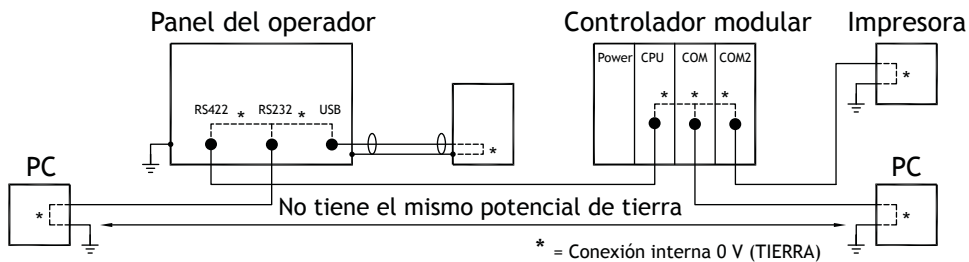 Panel del operador
Controlador modular
Impresora
Power CPU COM COM2
*
* *
*
RS422 * RS232 * USB
*
PC
PC
*
No tiene el mismo potencial de tierra
*
* = Conexión interna 0 V (TIERRA)